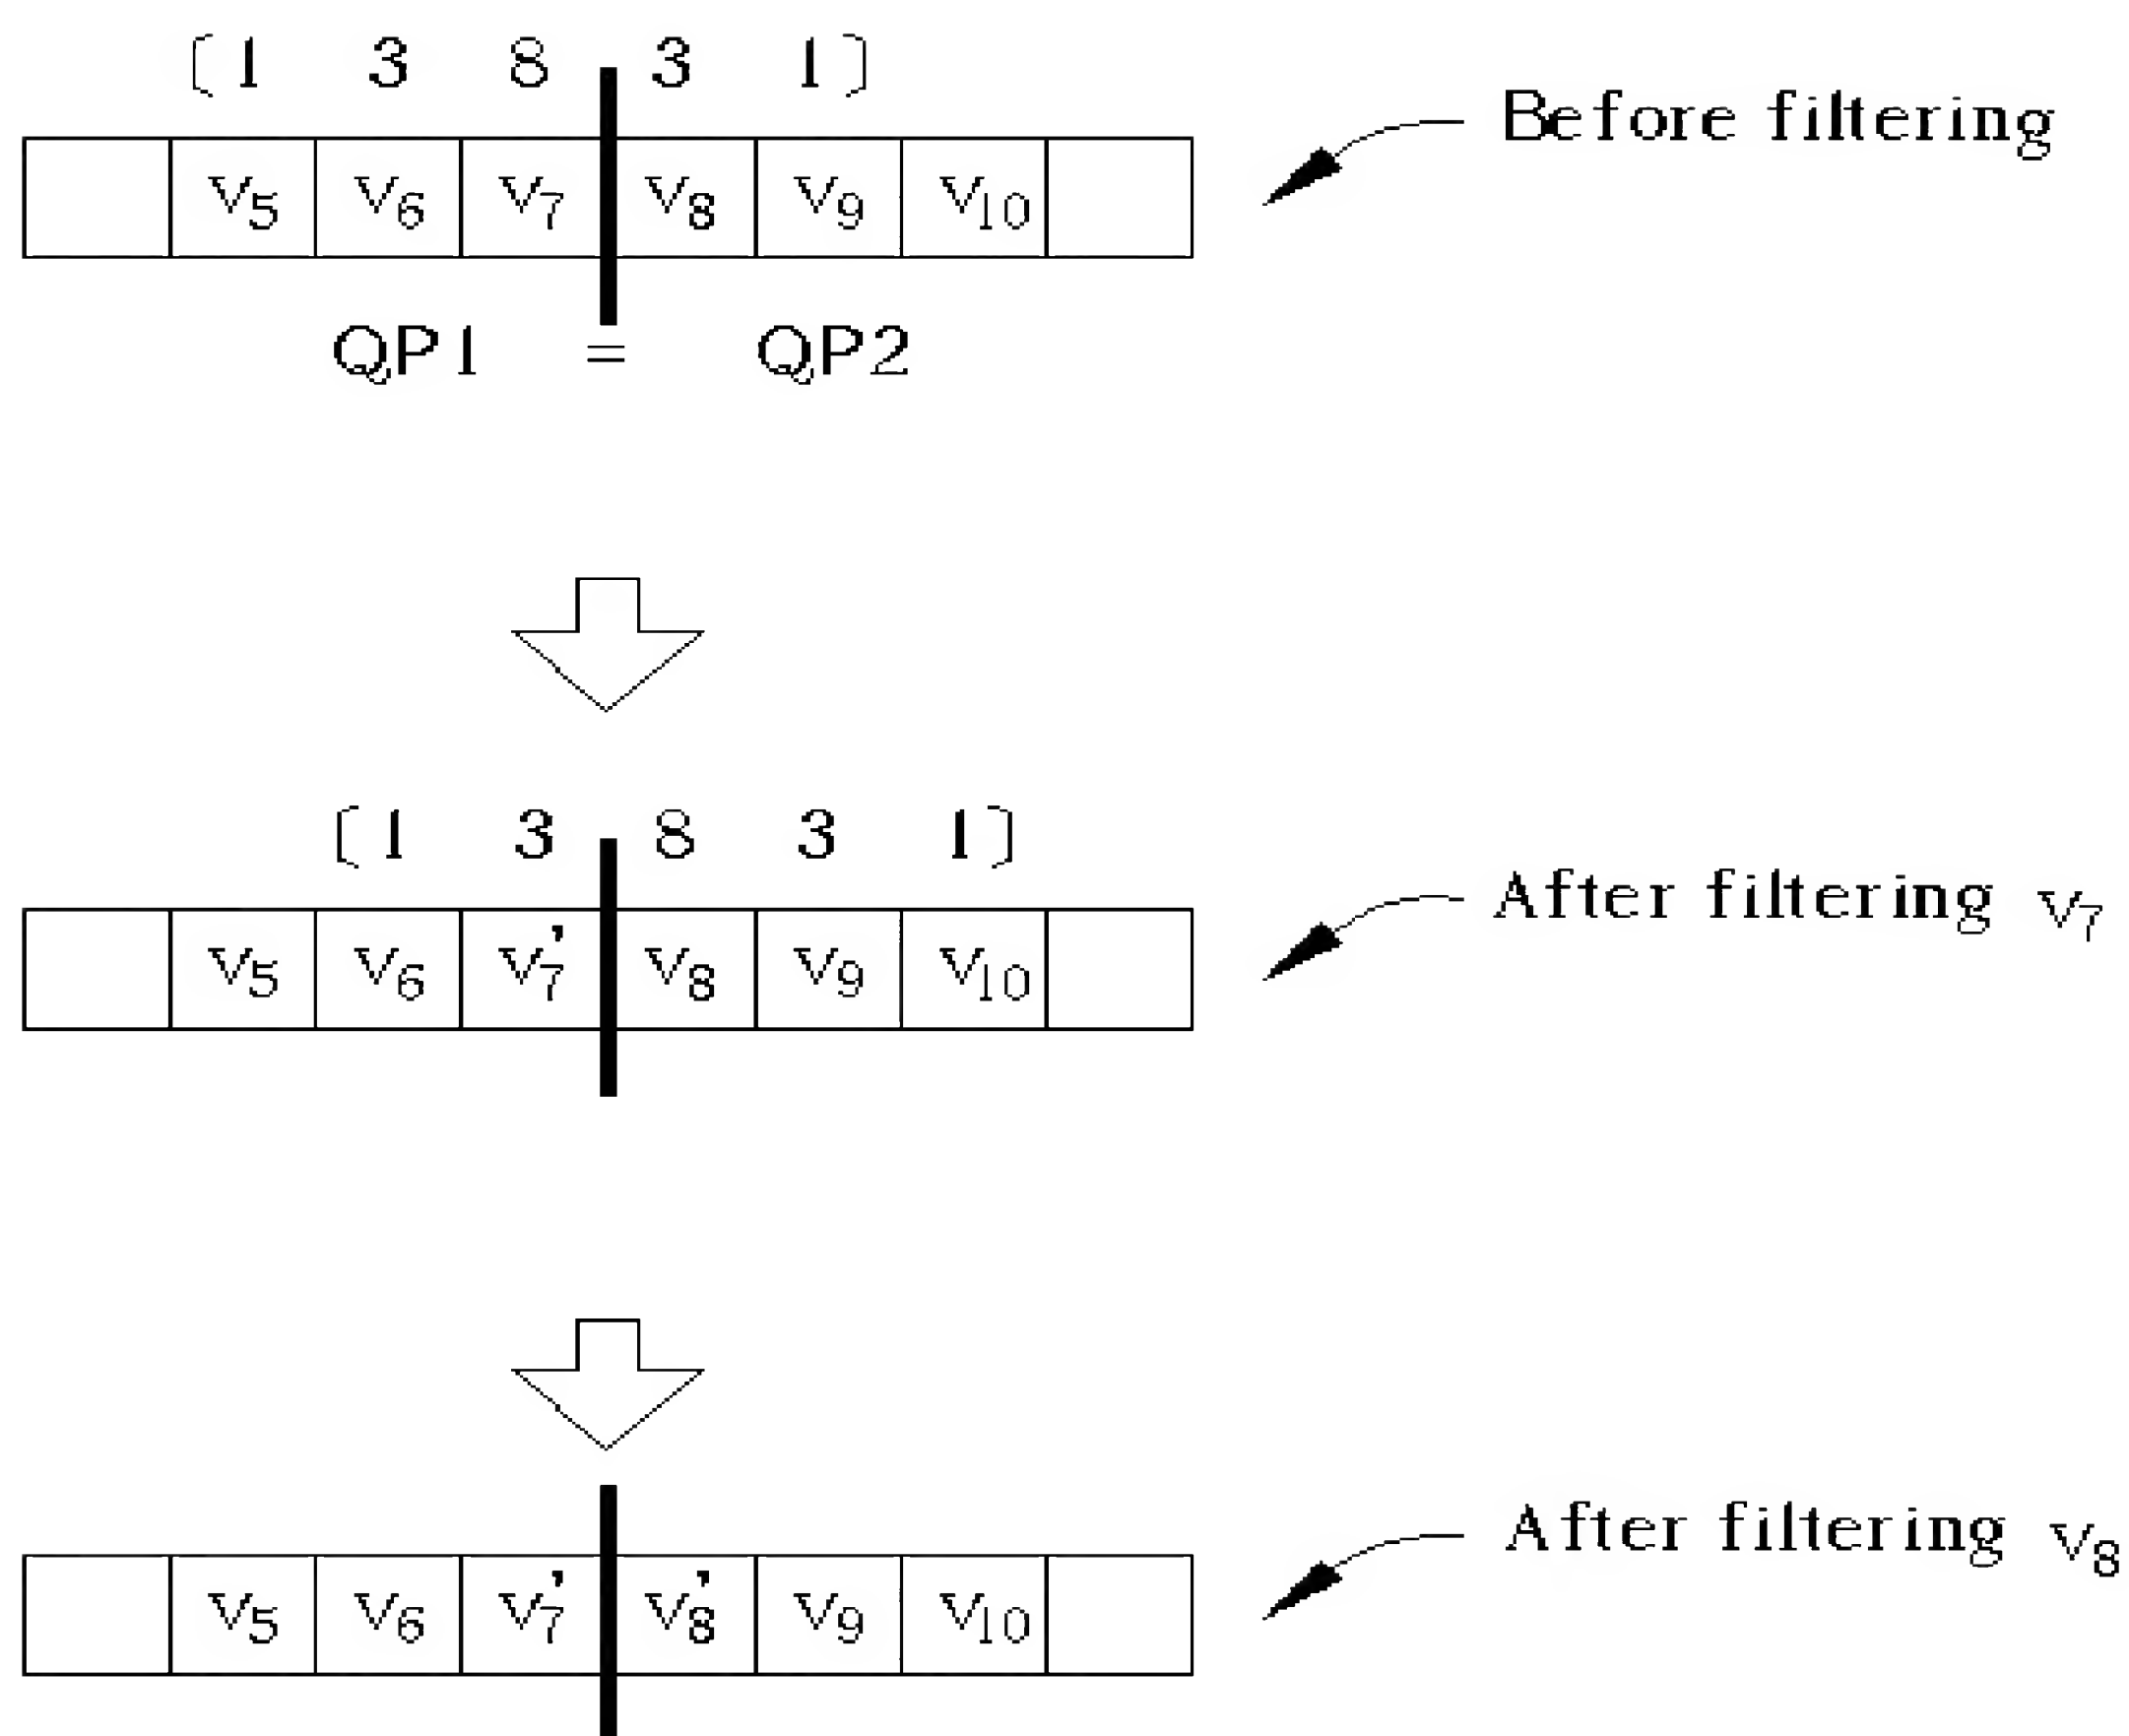 [1 3 8 3 1]
Before filtering
V5 V6 V7 V8 V9 V10
QP1 = QP2
[1 3 8 3 1]
After filtering V7
V5 V6 V7' V8 V9 V10
After filtering V8
V5 V6 V7' V8' V9 V10